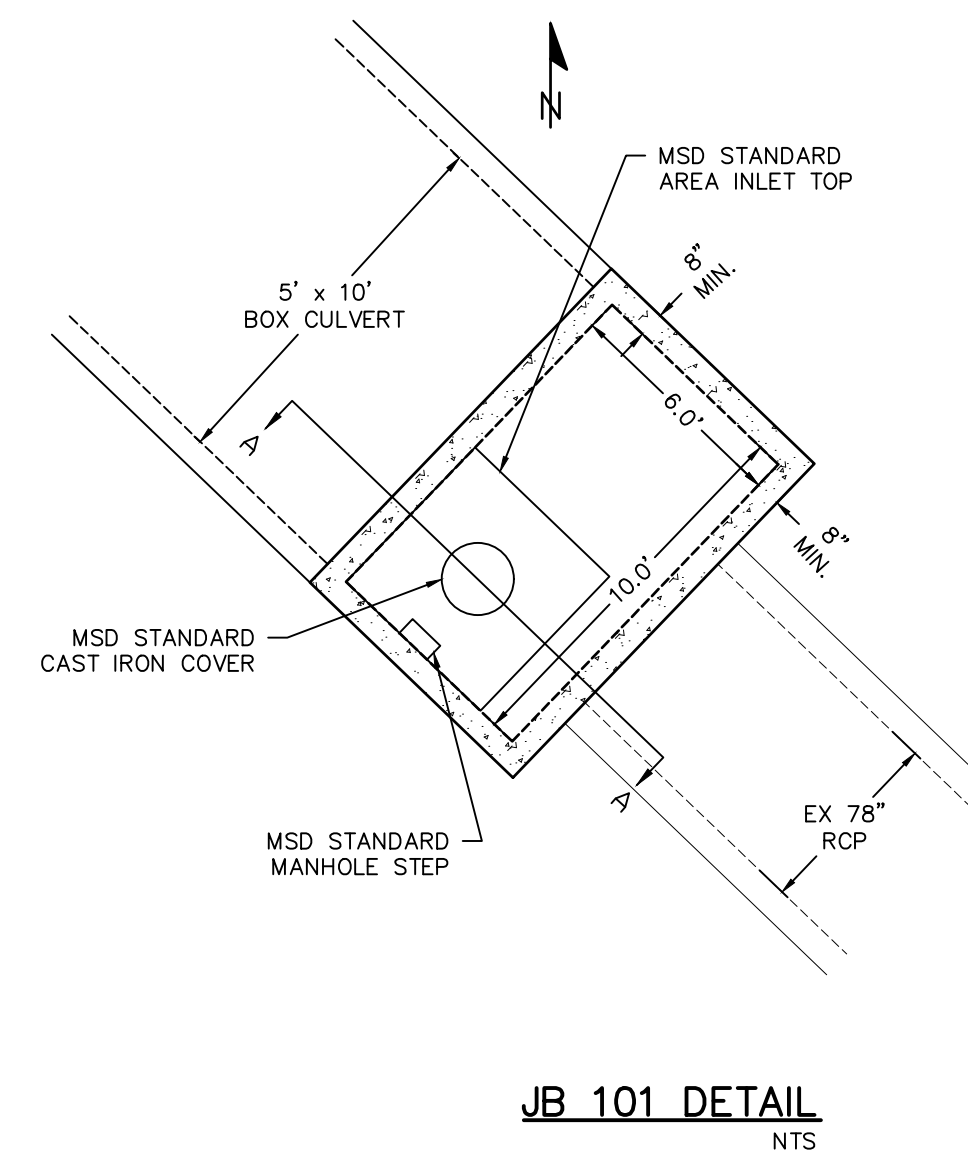 N
MSD STANDARD
AREA INLET TOP
8"
MIN.
5' x 10'
BOX CULVERT
A
6.0'
8"
MIN.
10.0'
MSD STANDARD
CAST IRON COVER
A
EX 78"
RCP
MSD STANDARD
MANHOLE STEP
JB 101 DETAIL
NTS